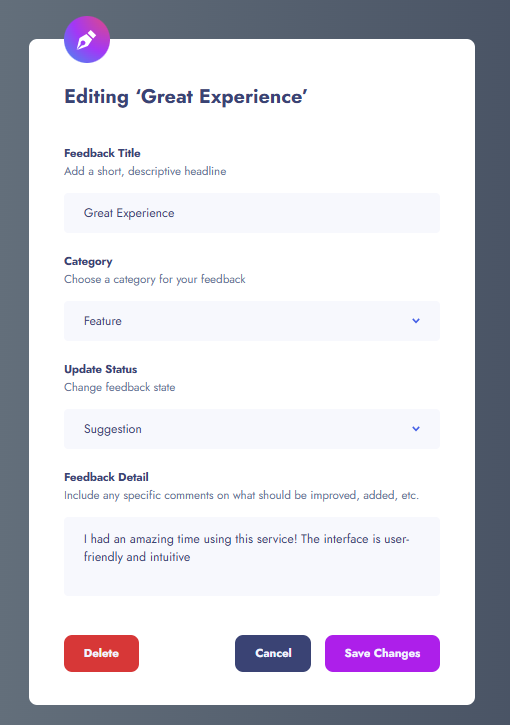 Editing ‘Great Experience’
Feedback Title
Add a short, descriptive headline
Great Experience
Category
Choose a category for your feedback
Feature
Update Status
Change feedback state
Suggestion
Feedback Detail
Include any specific comments on what should be improved, added, etc.
I had an amazing time using this service! The interface is user-
friendly and intuitive
Delete
Cancel
Save Changes